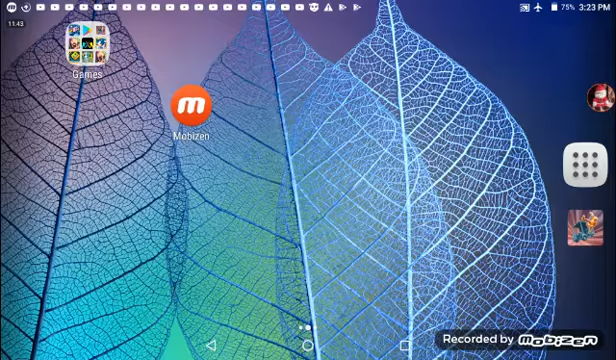 75% 3:23 PM
11:43
Games
m
Mobizen
Recorded by mobizen